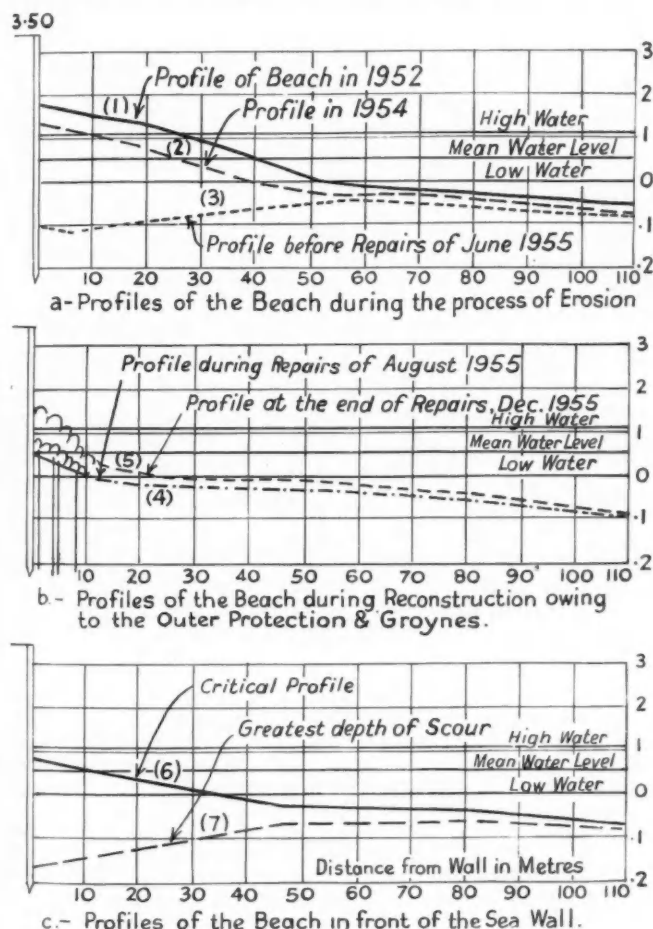 3·50
3
(1)
Profile of Beach in 1952
2
Profile in 1954
High Water
1
(2)
Mean Water Level
Low Water
0
(3)
Profile before Repairs of June 1955
·1
10 20 30 40 50 60 70 80 90 100 110
a-Profiles of the Beach during the process of Erosion
3
Profile during Repairs of August 1955
2
Profile at the end of Repairs, Dec. 1955
High Water
1
Mean Water Level
(5)
Low Water
0
(4)
·1
2
10 20 30 40 50 60 70 80 90 100 110
b.- Profiles of the Beach during Reconstruction owing
to the Outer Protection & Groynes.
3
Critical Profile
2
Greatest depth of Scour
High Water
1
Mean Water Level
(6)
Low Water
0
(7)
·1
Distance from Wall in Metres
2
10 20 30 40 50 60 70 80 90 100 110
c.- Profiles of the Beach in front of the Sea Wall.